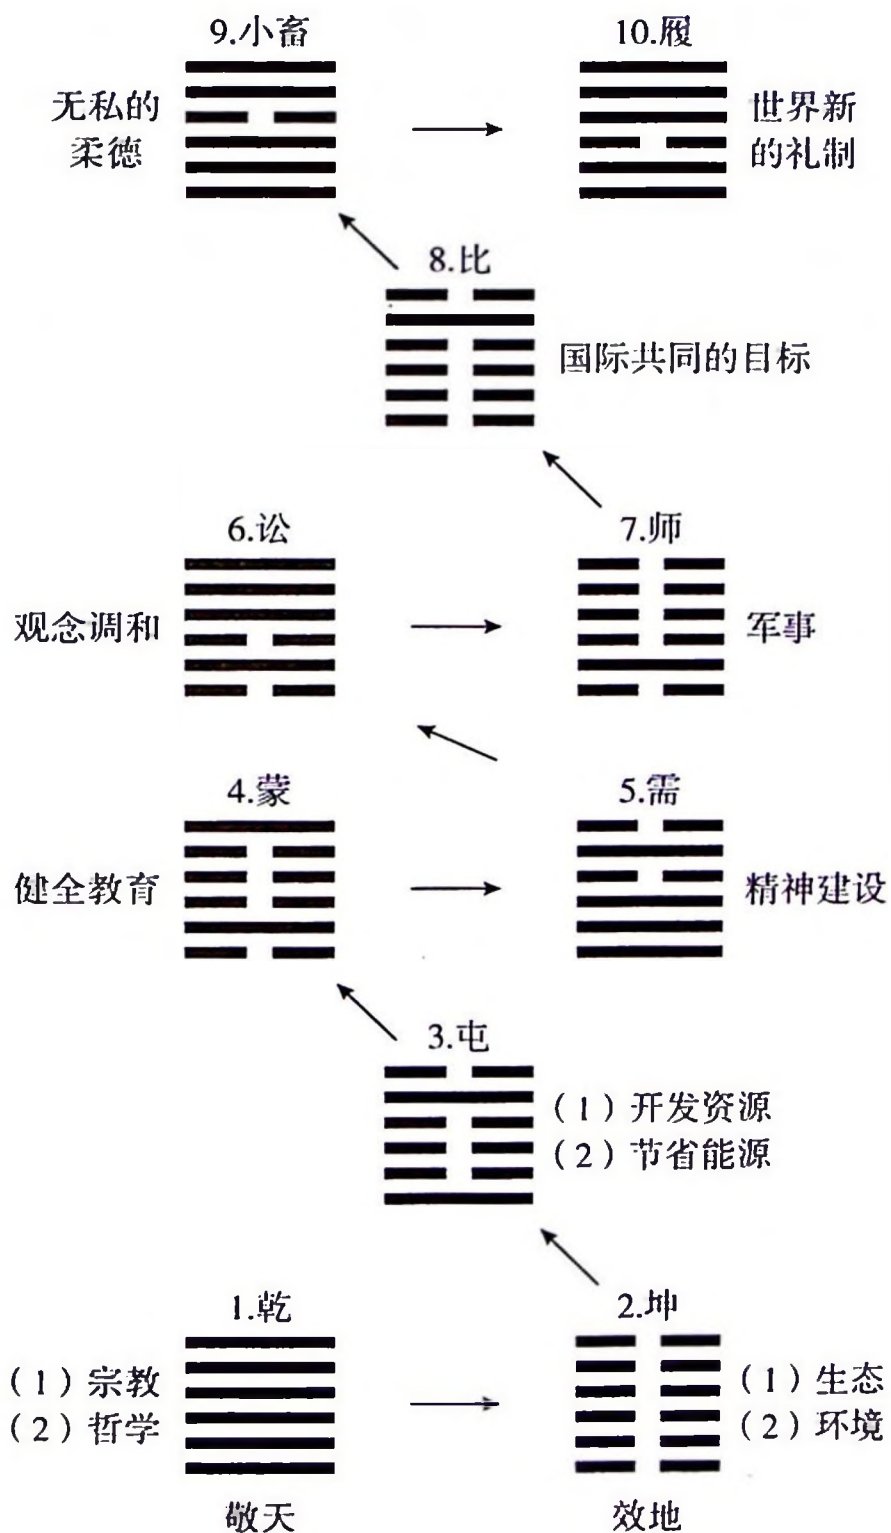 9.小畜
10.履
无私的
柔德
世界新
的礼制
8.比
国际共同的目标
6.讼
7.师
观念调和
军事
4.蒙
5.需
健全教育
精神建设
3.屯
（1）开发资源
（2）节省能源
1.乾
2.坤
（1）宗教
（2）哲学
（1）生态
（2）环境
敬天
效地